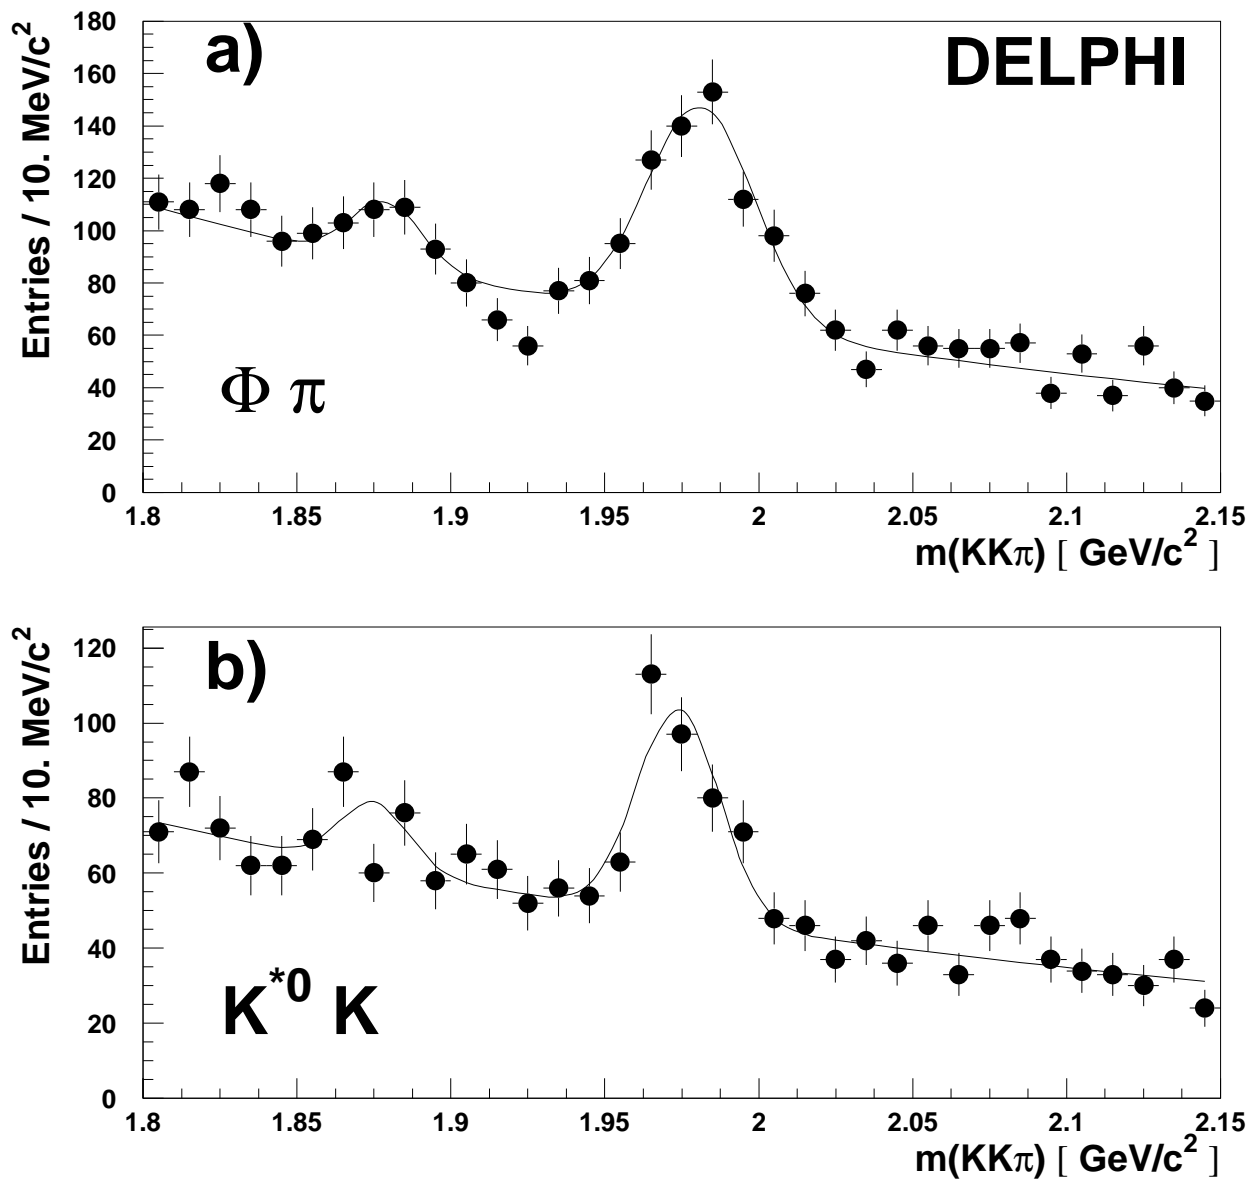 a)
DELPHI
Entries / 10. MeV/c²
180
160
140
120
100
80
60
40
20
0
Φ π
1.8 1.85 1.9 1.95 2 2.05 2.1 2.15
m(KKπ) [ GeV/c² ]
b)
Entries / 10. MeV/c²
120
100
80
60
40
20
0
K*⁰ K
1.8 1.85 1.9 1.95 2 2.05 2.1 2.15
m(KKπ) [ GeV/c² ]